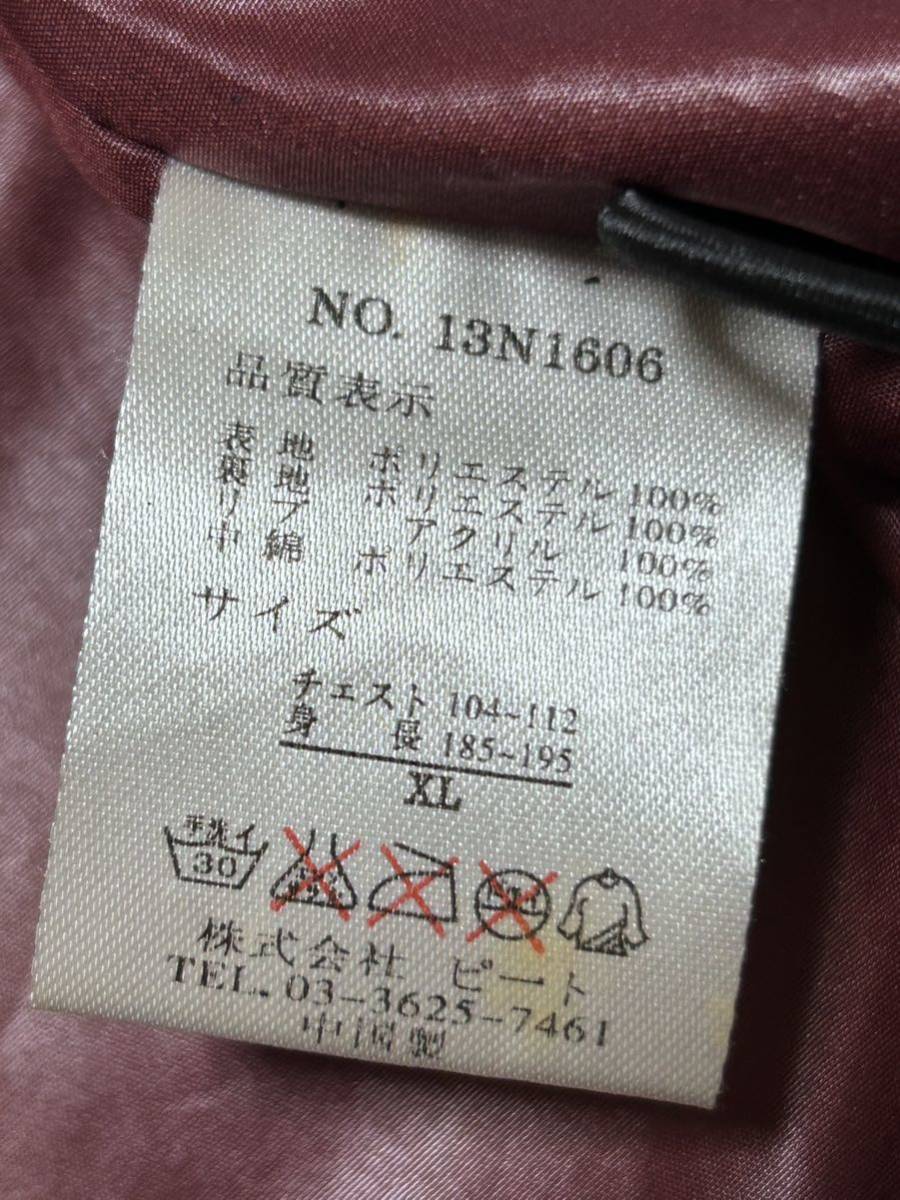 NO. 13N1606
品質表示
表地 ポリエステル 100%
裏地 ポリエステル 100%
リブ アクリル 100%
中綿 ポリエステル 100%
サイズ
チェスト 104~112
身長 185~195
XL
手洗イ
30
株式会社 ピート
TEL. 03-3625-7461
中国製